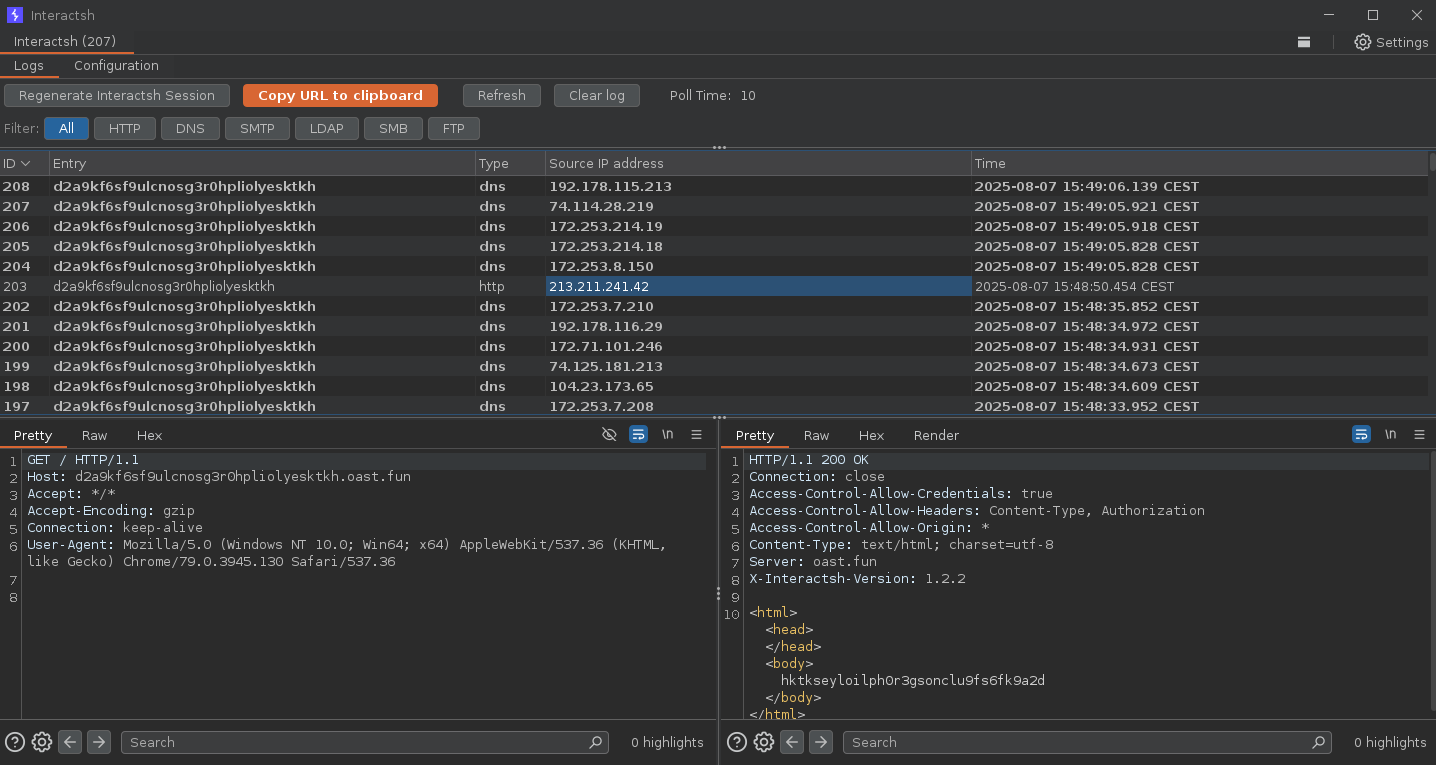 Interactsh
Interactsh (207)
Settings
Logs Configuration
Regenerate Interactsh Session Copy URL to clipboard Refresh Clear log Poll Time: 10
Filter: All HTTP DNS SMTP LDAP SMB FTP
ID Entry Type Source IP address Time
208 d2a9kf6sf9ulcnosg3r0hpliolyesktkh dns 192.178.115.213 2025-08-07 15:49:06.139 CEST
207 d2a9kf6sf9ulcnosg3r0hpliolyesktkh dns 74.114.28.219 2025-08-07 15:49:05.921 CEST
206 d2a9kf6sf9ulcnosg3r0hpliolyesktkh dns 172.253.214.19 2025-08-07 15:49:05.918 CEST
205 d2a9kf6sf9ulcnosg3r0hpliolyesktkh dns 172.253.214.18 2025-08-07 15:49:05.828 CEST
204 d2a9kf6sf9ulcnosg3r0hpliolyesktkh dns 172.253.8.150 2025-08-07 15:49:05.828 CEST
203 d2a9kf6sf9ulcnosg3r0hpliolyesktkh http 213.211.241.42 2025-08-07 15:48:50.454 CEST
202 d2a9kf6sf9ulcnosg3r0hpliolyesktkh dns 172.253.7.210 2025-08-07 15:48:35.852 CEST
201 d2a9kf6sf9ulcnosg3r0hpliolyesktkh dns 192.178.116.29 2025-08-07 15:48:34.972 CEST
200 d2a9kf6sf9ulcnosg3r0hpliolyesktkh dns 172.71.101.246 2025-08-07 15:48:34.931 CEST
199 d2a9kf6sf9ulcnosg3r0hpliolyesktkh dns 74.125.181.213 2025-08-07 15:48:34.673 CEST
198 d2a9kf6sf9ulcnosg3r0hpliolyesktkh dns 104.23.173.65 2025-08-07 15:48:34.609 CEST
197 d2a9kf6sf9ulcnosg3r0hpliolyesktkh dns 172.253.7.208 2025-08-07 15:48:33.952 CEST
Pretty Raw Hex \n
1 GET / HTTP/1.1
2 Host: d2a9kf6sf9ulcnosg3r0hpliolyesktkh.oast.fun
3 Accept: */*
4 Accept-Encoding: gzip
5 Connection: keep-alive
6 User-Agent: Mozilla/5.0 (Windows NT 10.0; Win64; x64) AppleWebKit/537.36 (KHTML,
like Gecko) Chrome/79.0.3945.130 Safari/537.36
7
8
Search 0 highlights
Pretty Raw Hex Render \n
1 HTTP/1.1 200 OK
2 Connection: close
3 Access-Control-Allow-Credentials: true
4 Access-Control-Allow-Headers: Content-Type, Authorization
5 Access-Control-Allow-Origin: *
6 Content-Type: text/html; charset=utf-8
7 Server: oast.fun
8 X-Interactsh-Version: 1.2.2
9
10 <html>
<head>
</head>
<body>
hktkseyloilph0r3gsonclu9fs6fk9a2d
</body>
</html>
Search 0 highlights